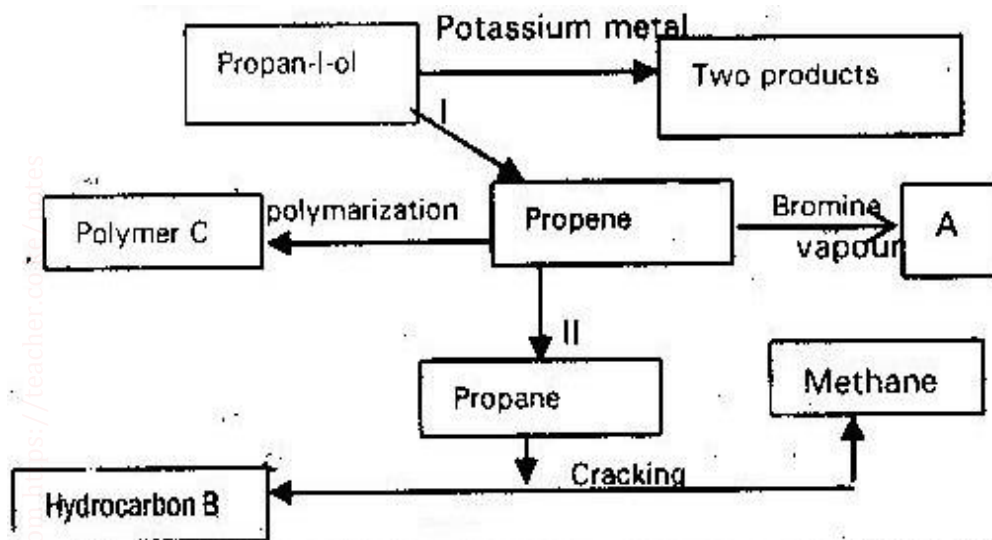 Potassium metal
Propan-I-ol
Two products
I
polymarization
Propene
Bromine
vapour
A
Polymer C
II
Methane
Propane
Cracking
Hydrocarbon B